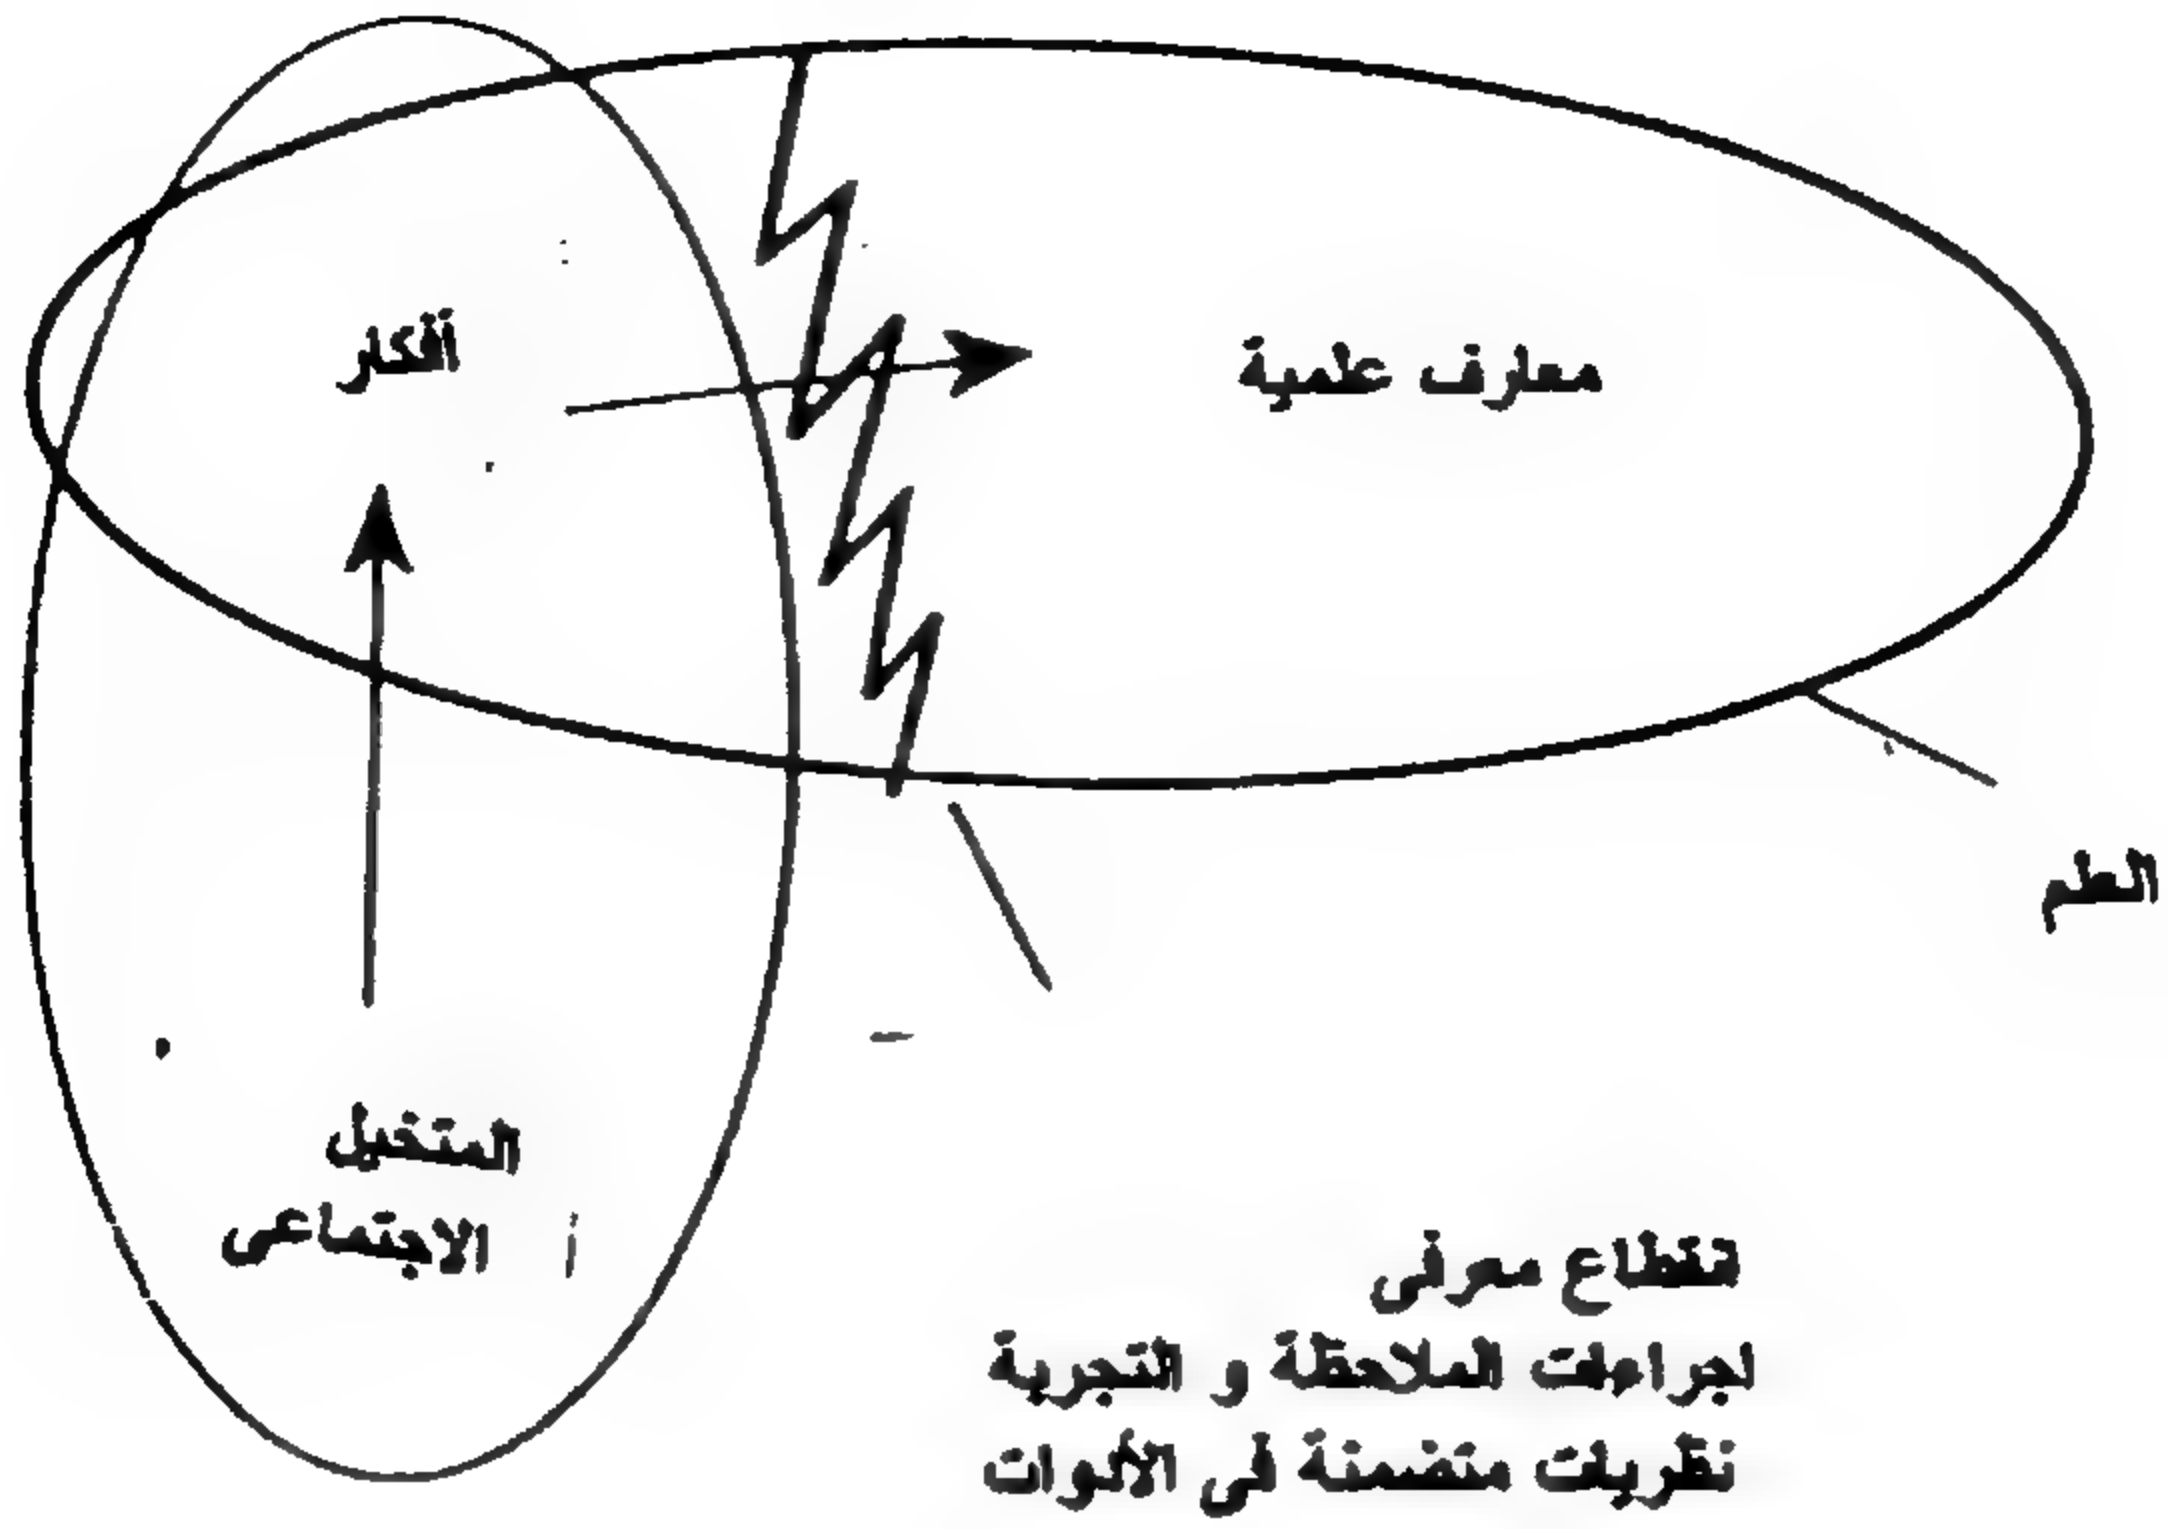 أفكار
معارف علمية
العلم
المتخيل
الاجتماعى
انقطاع معرفى
اجراءات الملاحظة و التجربة
نظريات متضمنة فى الأدوات